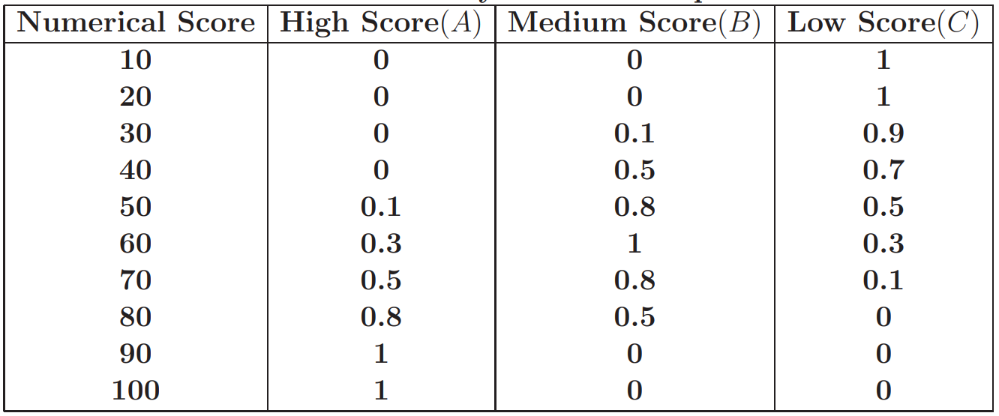 Numerical Score High Score(A) Medium Score(B) Low Score(C)
10 0 0 1
20 0 0 1
30 0 0.1 0.9
40 0 0.5 0.7
50 0.1 0.8 0.5
60 0.3 1 0.3
70 0.5 0.8 0.1
80 0.8 0.5 0
90 1 0 0
100 1 0 0